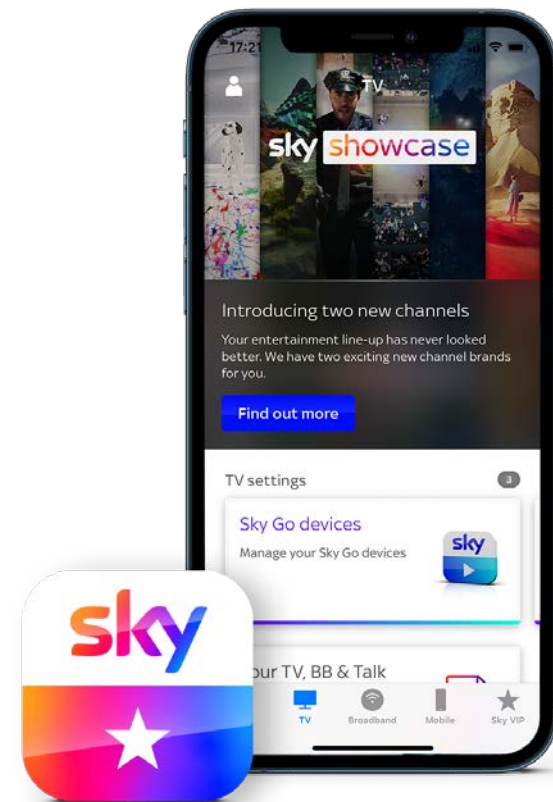 17:21
TV
sky showcase
Introducing two new channels
Your entertainment line-up has never looked
better. We have two exciting new channel brands
for you.
Find out more
TV settings
3
Sky Go devices
Manage your Sky Go devices
sky
sky
our TV, BB & Talk
TV
Broadband
Mobile
Sky VIP